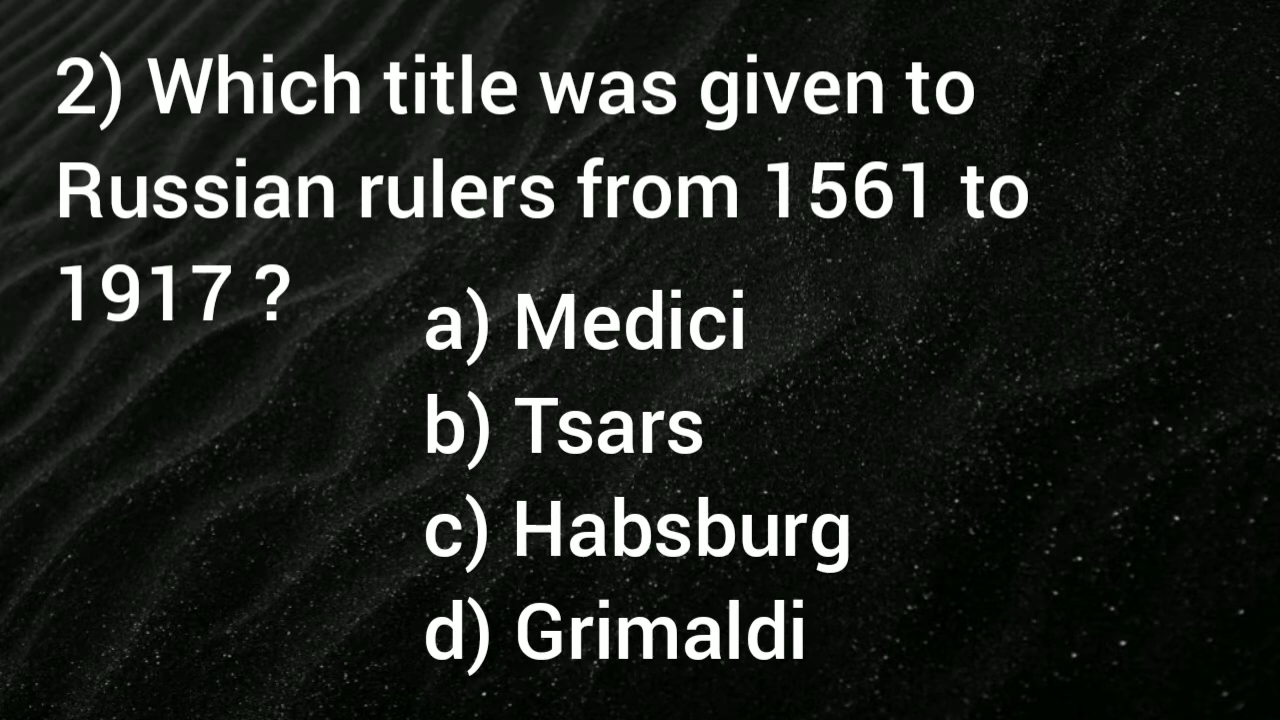 2) Which title was given to
Russian rulers from 1561 to
1917 ?
a) Medici
b) Tsars
c) Habsburg
d) Grimaldi